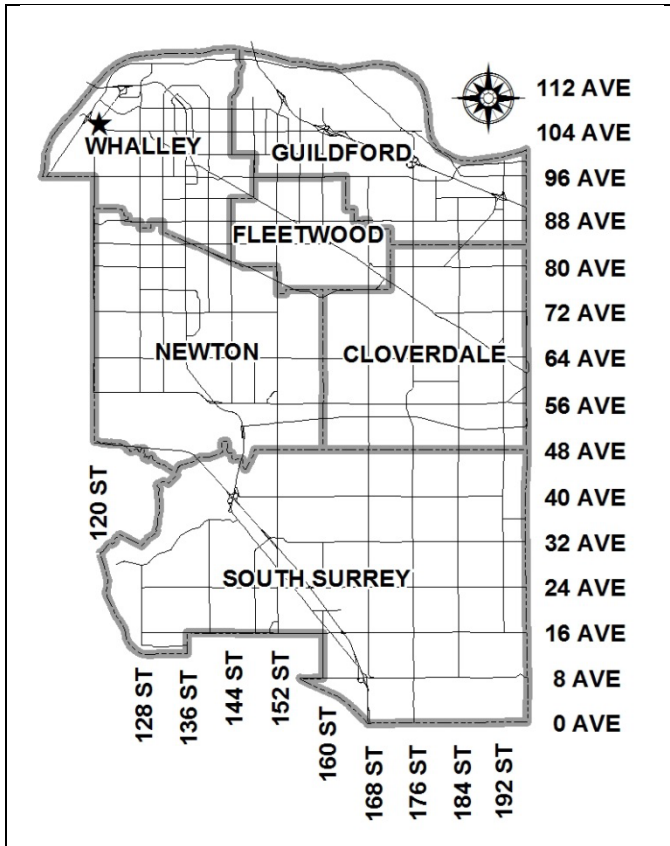 112 AVE
104 AVE
WHALLEY
GUILDFORD
96 AVE
88 AVE
FLEETWOOD
80 AVE
72 AVE
NEWTON
CLOVERDALE
64 AVE
56 AVE
48 AVE
120 ST
40 AVE
32 AVE
SOUTH SURREY
24 AVE
16 AVE
128 ST
136 ST
144 ST
152 ST
160 ST
8 AVE
0 AVE
168 ST
176 ST
184 ST
192 ST